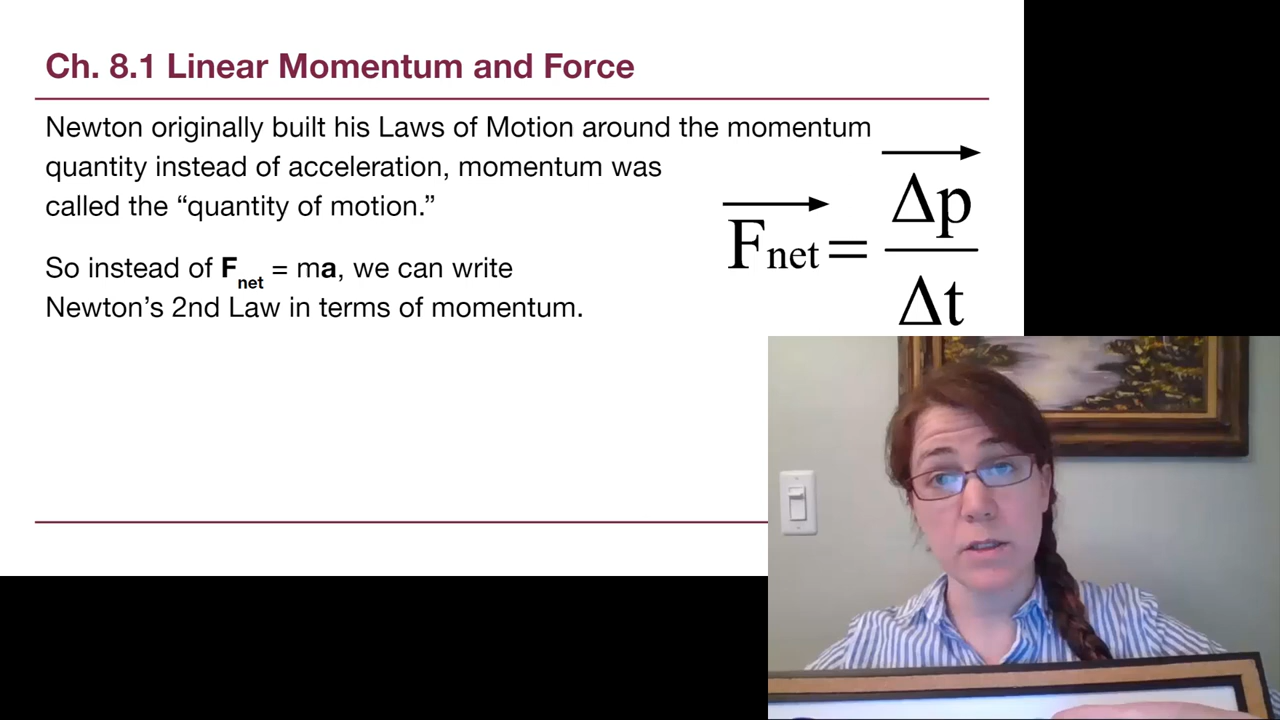 Ch. 8.1 Linear Momentum and Force
Newton originally built his Laws of Motion around the momentum
quantity instead of acceleration, momentum was
called the “quantity of motion.”
So instead of Fnet = ma, we can write
Newton’s 2nd Law in terms of momentum.
Fnet = Δp / Δt